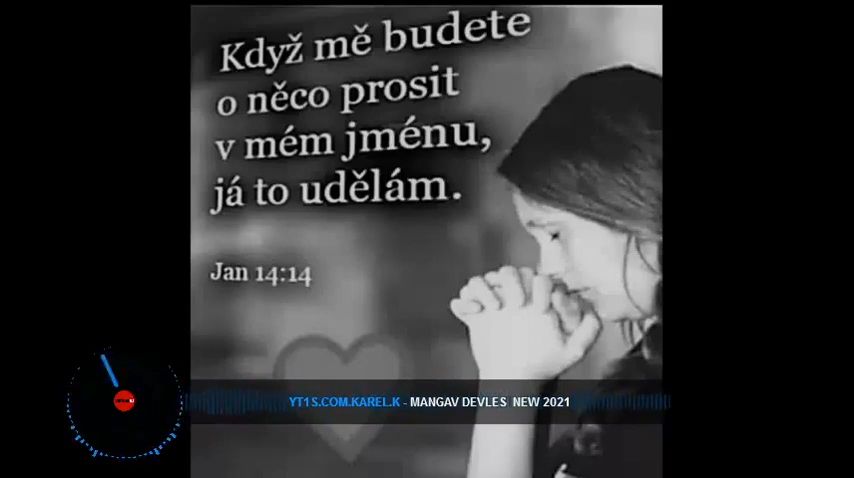 Když mě budete
o něco prosit
v mém jménu,
já to udělám.
Jan 14:14
YT1S.COM.KAREL.K - MANGAV DEVLES NEW 2021